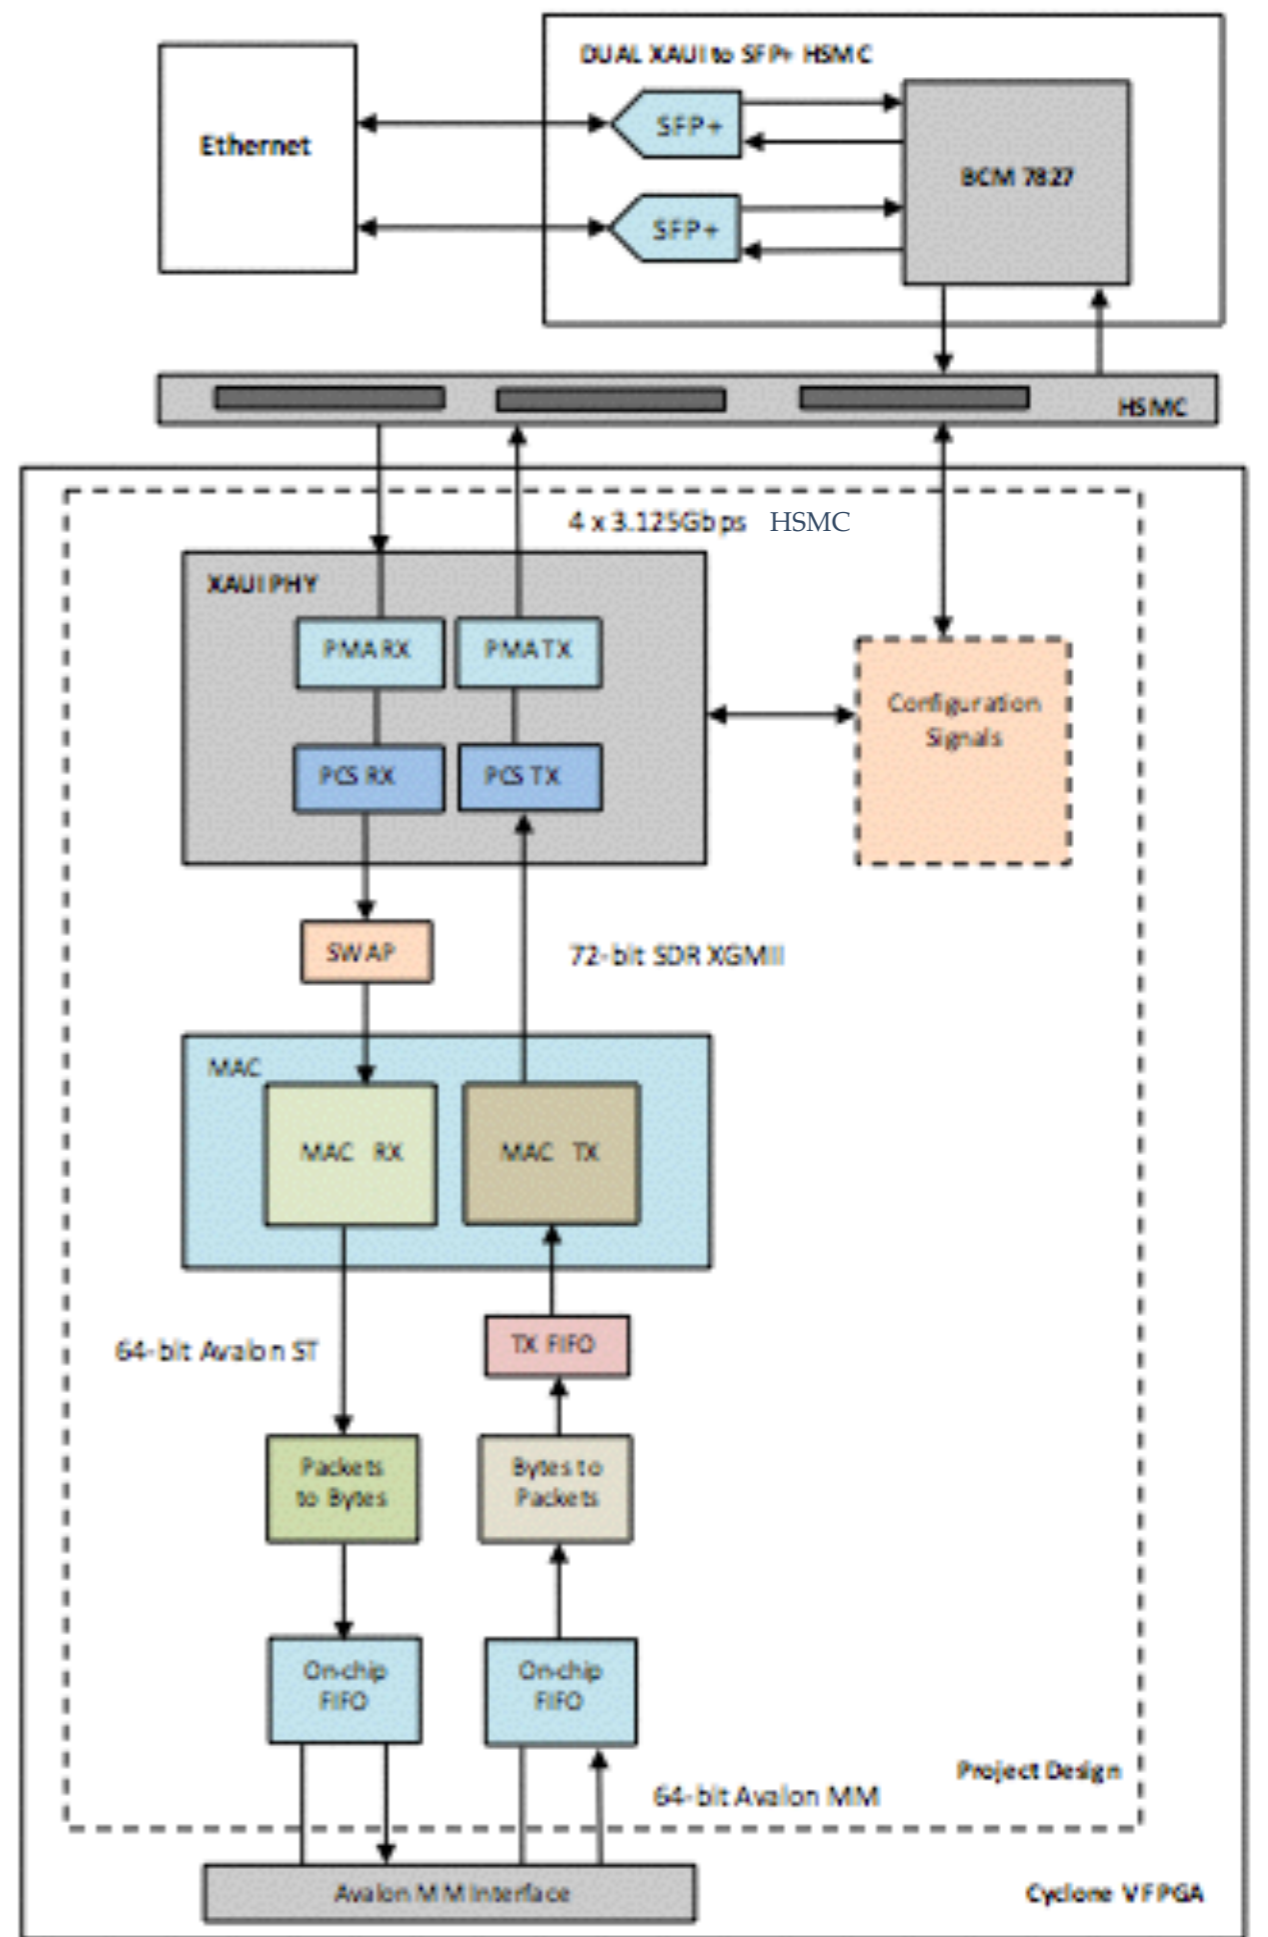 DUAL XAUI to SFP+ HSMC
Ethernet
SFP+
BCM 7827
SFP+
HSMC
4 x 3.125Gbps HSMC
XAUI PHY
PMA RX
PMA TX
Configuration
Signals
PCS RX
PCS TX
SWAP
72-bit SDR XGMII
MAC
MAC RX
MAC TX
64-bit Avalon ST
TX FIFO
Packets
to Bytes
Bytes to
Packets
On-chip
FIFO
On-chip
FIFO
Project Design
64-bit Avalon MM
Avalon MM Interface
Cyclone V FPGA